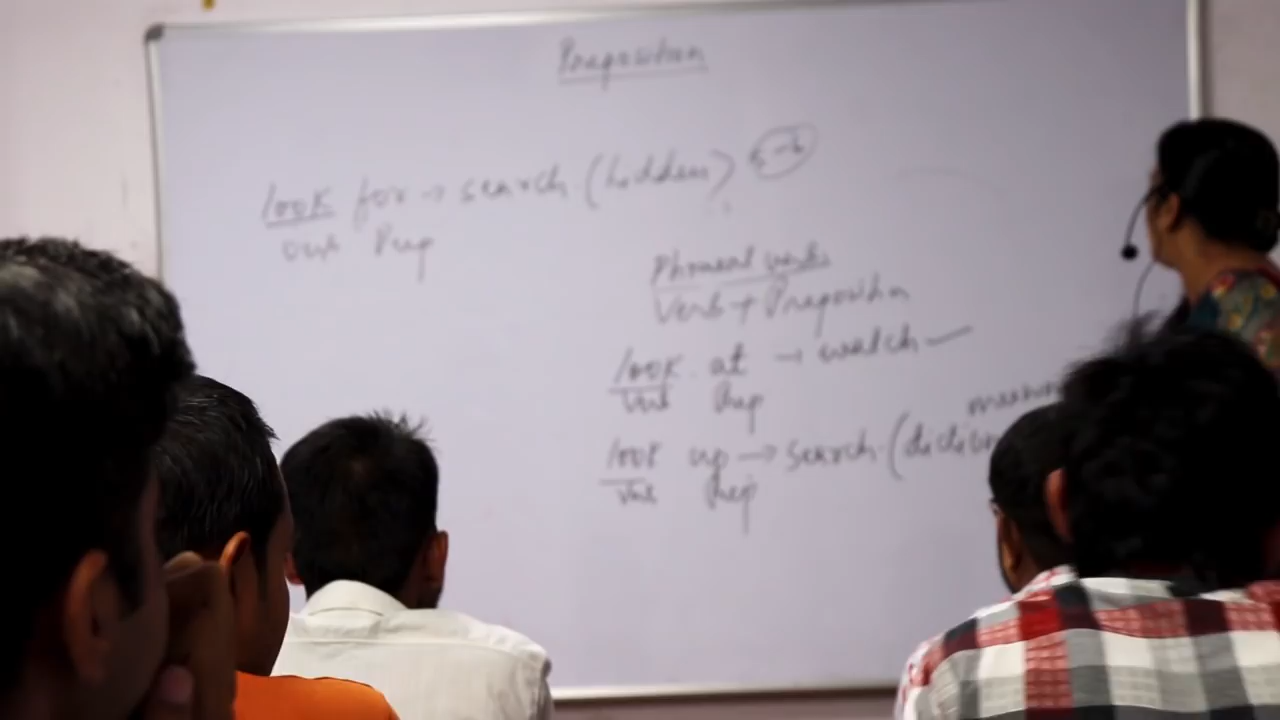 Preposition
look for → search (hidden)
Verb Prep
Phrasal verbs
Verb + Preposition
look at → watch
Verb Prep
meaning
look up → search (
Verb Prep